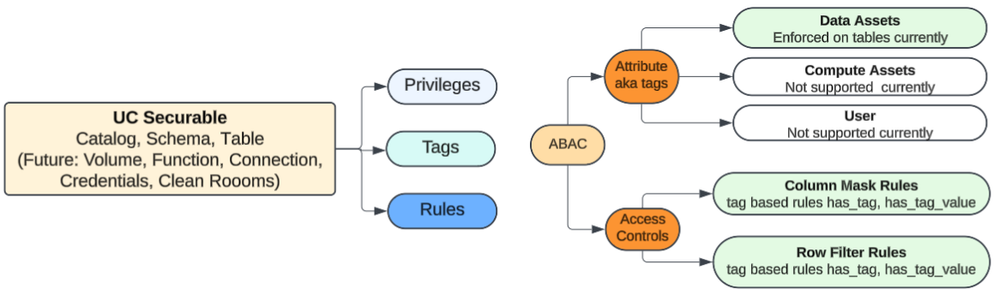 UC Securable
Catalog, Schema, Table
(Future: Volume, Function, Connection,
Credentials, Clean Roooms)
Privileges
Tags
Rules
ABAC
Attribute
aka tags
Access
Controls
Data Assets
Enforced on tables currently
Compute Assets
Not supported currently
User
Not supported currently
Column Mask Rules
tag based rules has_tag, has_tag_value
Row Filter Rules
tag based rules has_tag, has_tag_value